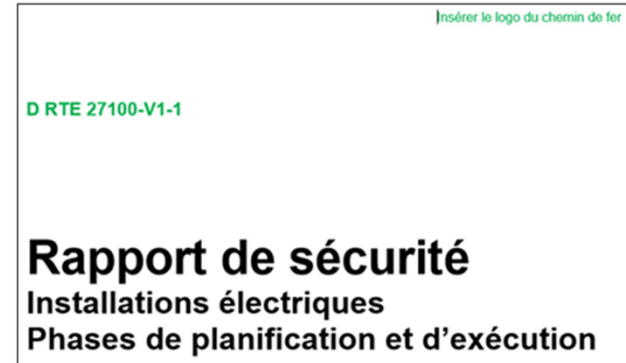 Insérer le logo du chemin de fer
D RTE 27100-V1-1
Rapport de sécurité
Installations électriques
Phases de planification et d'exécution